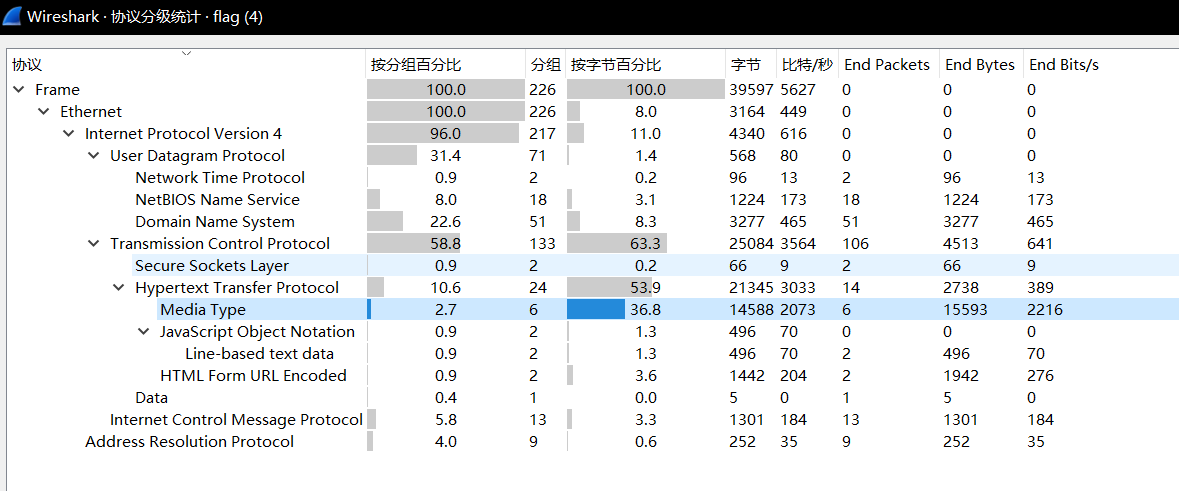 Wireshark · 协议分级统计 · flag (4)
协议 按分组百分比 分组 按字节百分比 字节 比特/秒 End Packets End Bytes End Bits/s
Frame 100.0 226 100.0 39597 5627 0 0 0
Ethernet 100.0 226 8.0 3164 449 0 0 0
Internet Protocol Version 4 96.0 217 11.0 4340 616 0 0 0
User Datagram Protocol 31.4 71 1.4 568 80 0 0 0
Network Time Protocol 0.9 2 0.2 96 13 2 96 13
NetBIOS Name Service 8.0 18 3.1 1224 173 18 1224 173
Domain Name System 22.6 51 8.3 3277 465 51 3277 465
Transmission Control Protocol 58.8 133 63.3 25084 3564 106 4513 641
Secure Sockets Layer 0.9 2 0.2 66 9 2 66 9
Hypertext Transfer Protocol 10.6 24 53.9 21345 3033 14 2738 389
Media Type 2.7 6 36.8 14588 2073 6 15593 2216
JavaScript Object Notation 0.9 2 1.3 496 70 0 0 0
Line-based text data 0.9 2 1.3 496 70 2 496 70
HTML Form URL Encoded 0.9 2 3.6 1442 204 2 1942 276
Data 0.4 1 0.0 5 0 1 5 0
Internet Control Message Protocol 5.8 13 3.3 1301 184 13 1301 184
Address Resolution Protocol 4.0 9 0.6 252 35 9 252 35